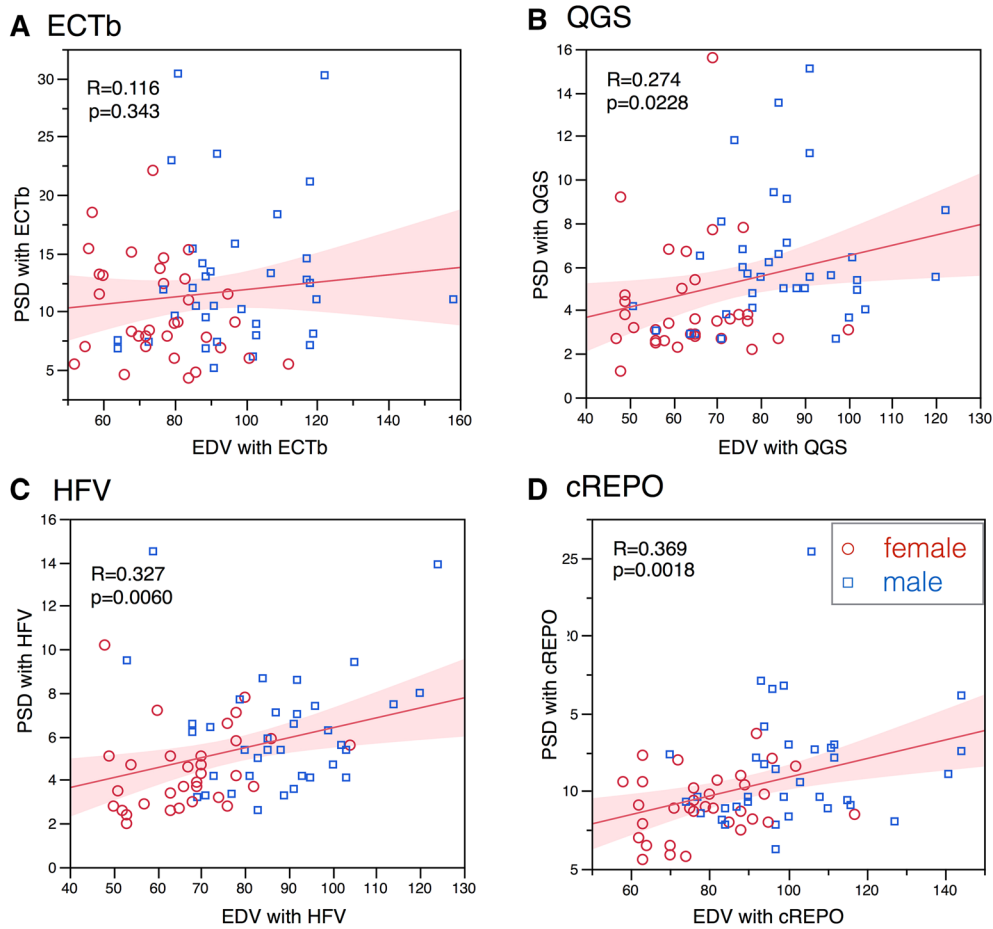 A ECTb
R=0.116
p=0.343
30
25
20
15
10
5
PSD with ECTb
60 80 100 120 140 160
EDV with ECTb
B QGS
R=0.274
p=0.0228
16
14
12
10
8
6
4
2
0
PSD with QGS
40 50 60 70 80 90 100 110 120 130
EDV with QGS
C HFV
R=0.327
p=0.0060
16
14
12
10
8
6
4
2
0
PSD with HFV
40 50 60 70 80 90 100 110 120 130
EDV with HFV
D cREPO
R=0.369
p=0.0018
female
male
25
20
5
10
5
PSD with cREPO
60 80 100 120 140
EDV with cREPO